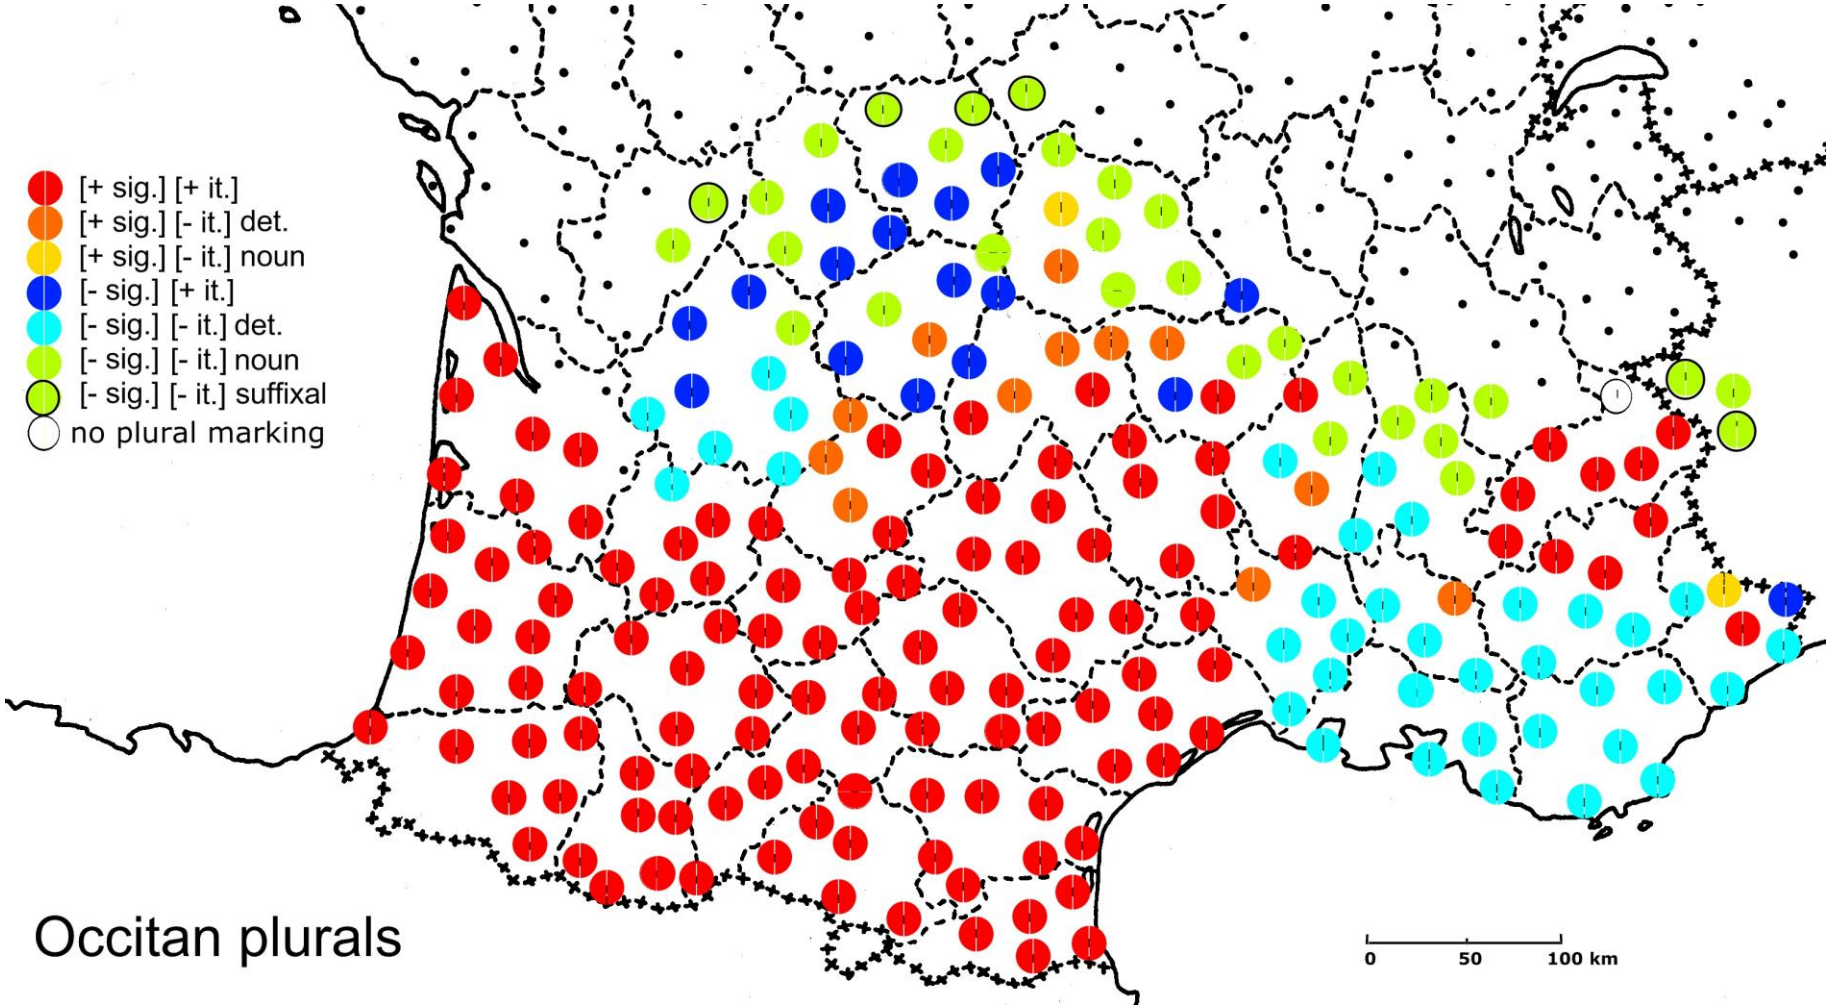 [+ sig.] [+ it.]
[+ sig.] [- it.] det.
[+ sig.] [- it.] noun
[- sig.] [+ it.]
[- sig.] [- it.] det.
[- sig.] [- it.] noun
[- sig.] [- it.] suffixal
no plural marking
Occitan plurals
0 50 100 km